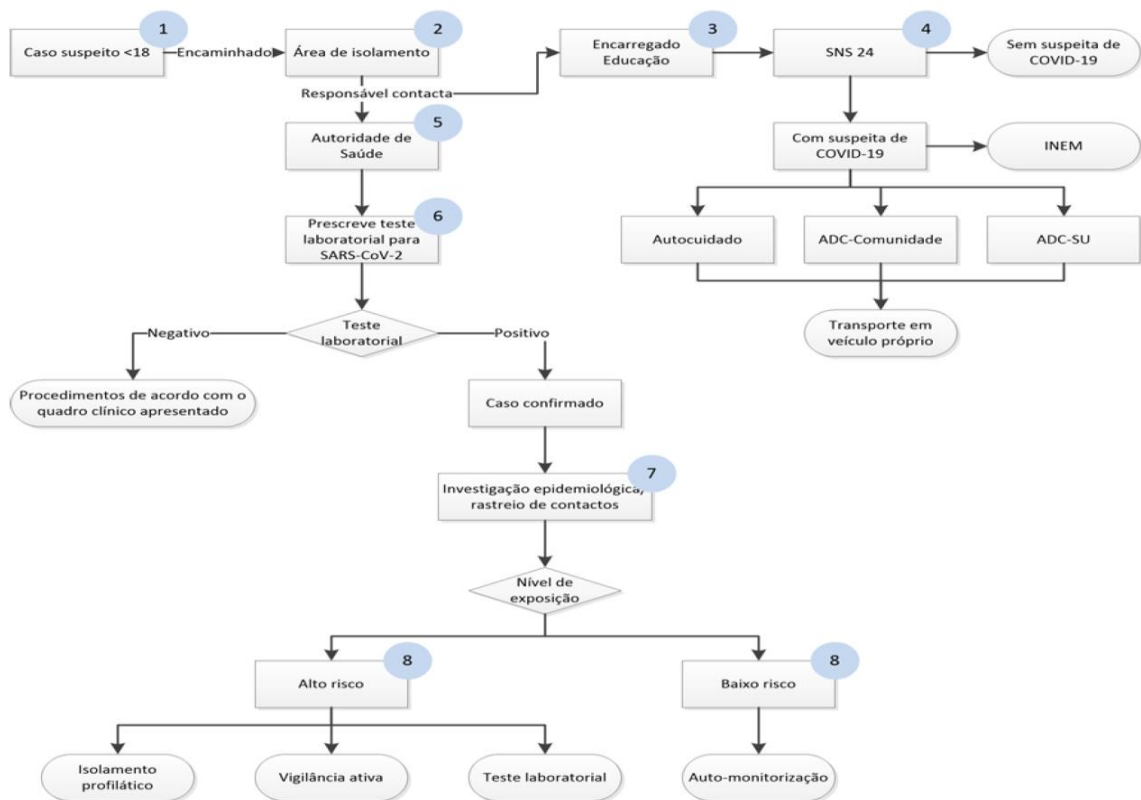 1
Caso suspeito <18
Encaminhado
2
Área de isolamento
Responsável contacta
3
Encarregado
Educação
4
SNS 24
Sem suspeita de
COVID-19
5
Autoridade de
Saúde
Com suspeita de
COVID-19
INEM
6
Prescreve teste
laboratorial para
SARS-CoV-2
Autocuidado
ADC-Comunidade
ADC-SU
Transporte em
veículo próprio
Negativo
Teste
laboratorial
Positivo
Procedimentos de acordo com o
quadro clínico apresentado
Caso confirmado
7
Investigação epidemiológica,
rastreio de contactos
Nível de
exposição
8
Alto risco
8
Baixo risco
Isolamento
profilático
Vigilância ativa
Teste laboratorial
Auto-monitorização